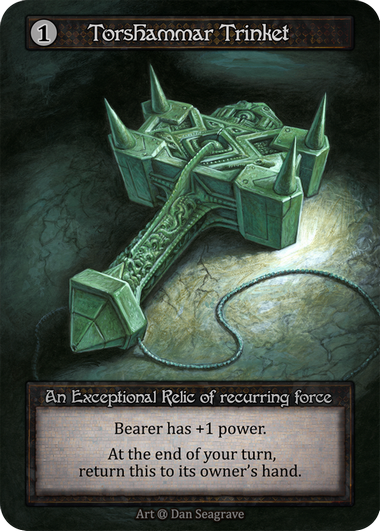 1
Torshammar Trinket
An Exceptional Relic of recurring force
Bearer has +1 power.
At the end of your turn,
return this to its owner's hand.
Art @ Dan Seagrave